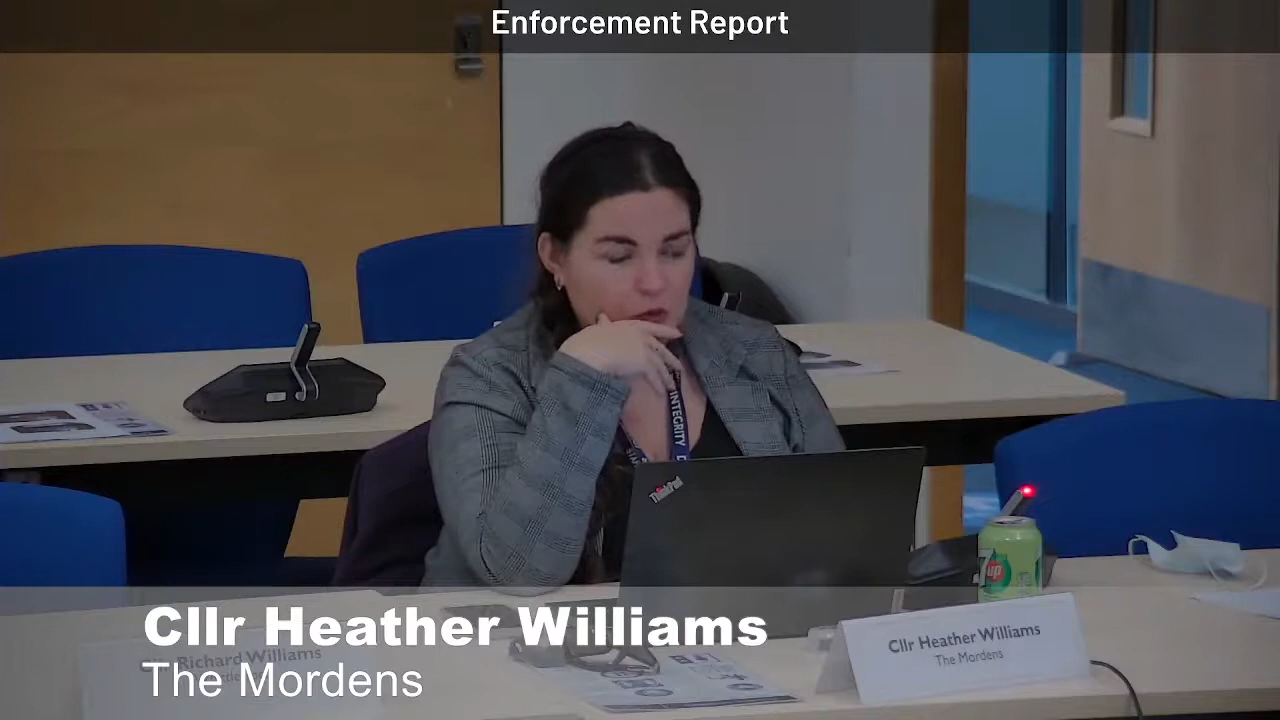 Enforcement Report
INTEGRITY
ThinkPad
7up
Cllr Heather Williams
The Mordens
Richard Williams
Cllr Heather Williams
The Mordens